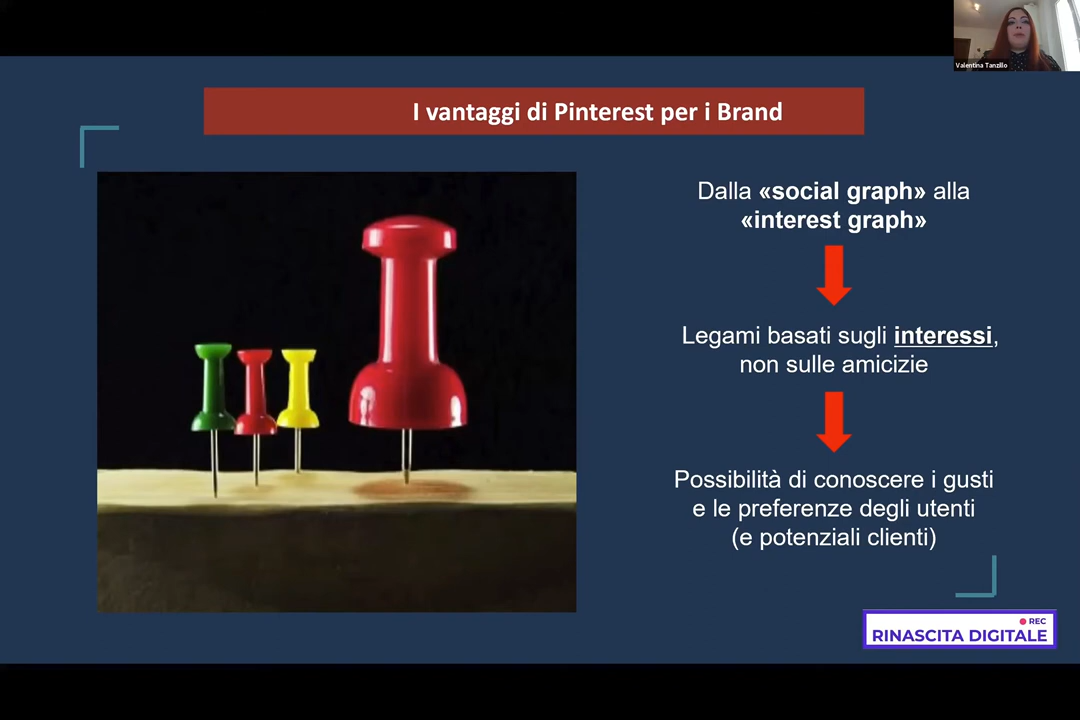 Valentina Tanzillo
I vantaggi di Pinterest per i Brand
Dalla «social graph» alla
«interest graph»
Legami basati sugli interessi,
non sulle amicizie
Possibilità di conoscere i gusti
e le preferenze degli utenti
(e potenziali clienti)
REC
RINASCITA DIGITALE